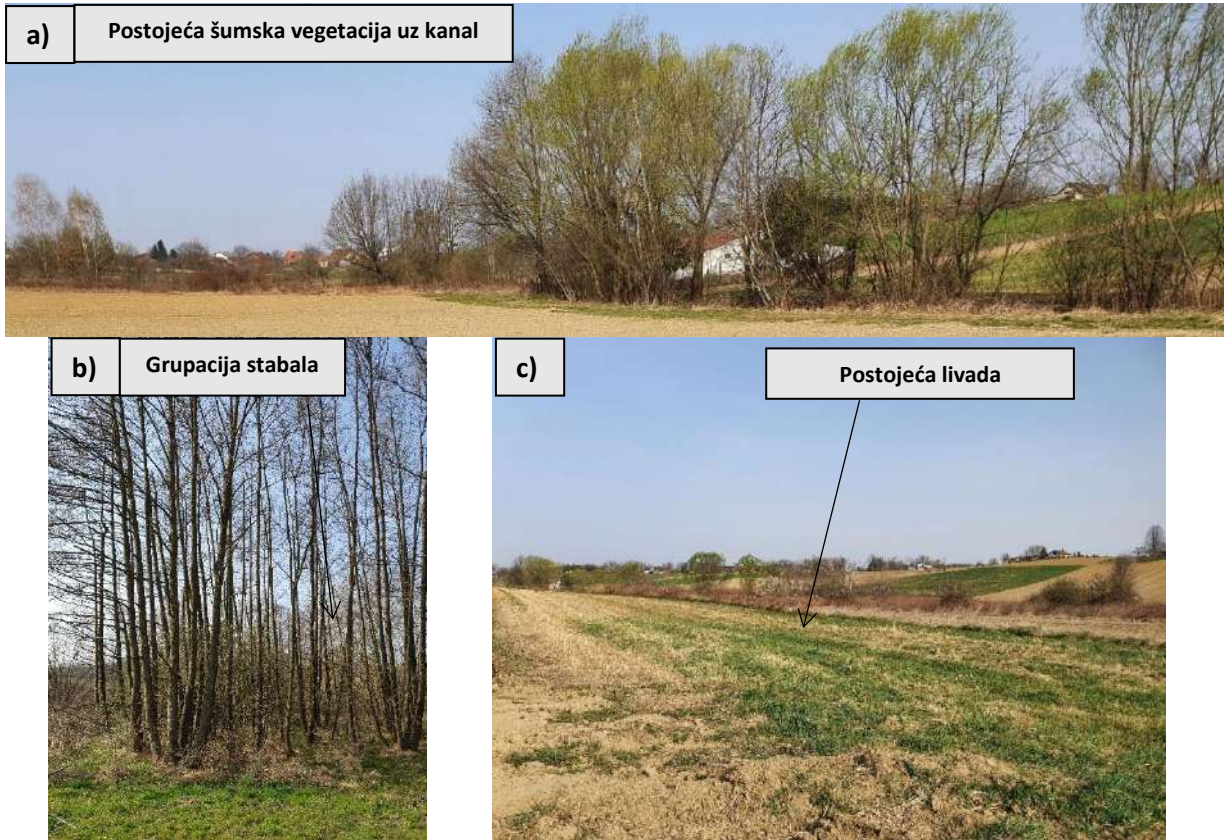 a)
Postojeća šumska vegetacija uz kanal
b)
Grupacija stabala
c)
Postojeća livada